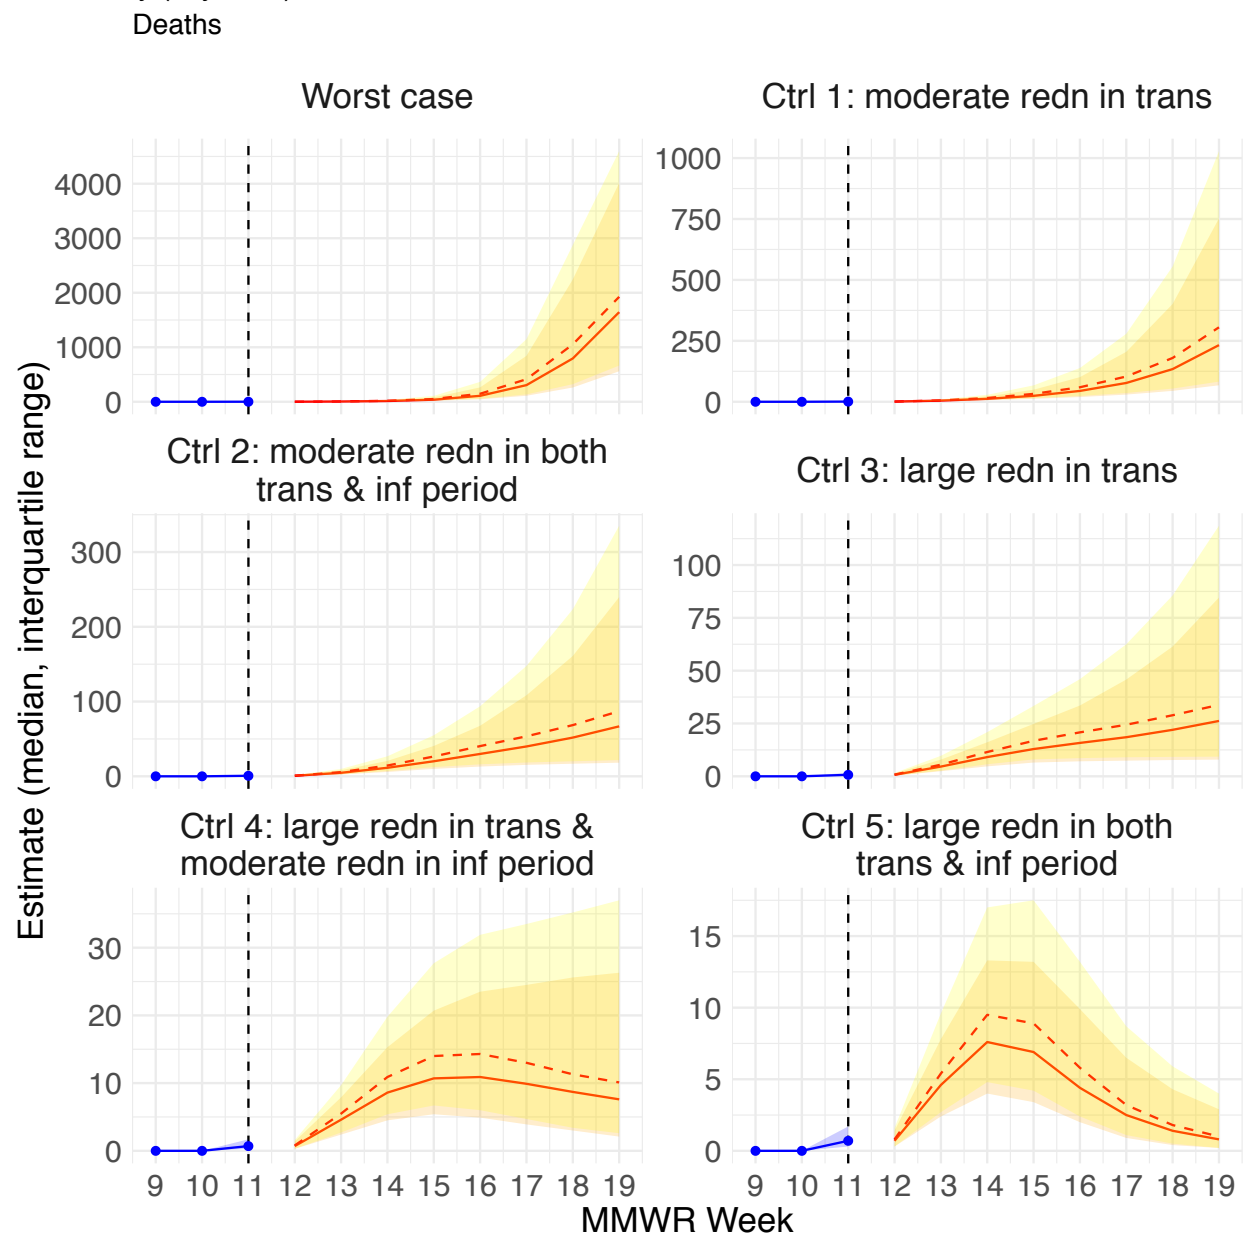 Deaths
Worst case
Ctrl 1: moderate redn in trans
4000
3000
2000
1000
0
1000
750
500
250
0
Ctrl 2: moderate redn in both
trans & inf period
Ctrl 3: large redn in trans
300
200
100
0
100
75
50
25
0
Ctrl 4: large redn in trans &
moderate redn in inf period
Ctrl 5: large redn in both
trans & inf period
30
20
10
0
15
10
5
0
9 10 11 12 13 14 15 16 17 18 19
9 10 11 12 13 14 15 16 17 18 19
MMWR Week
Estimate (median, interquartile range)